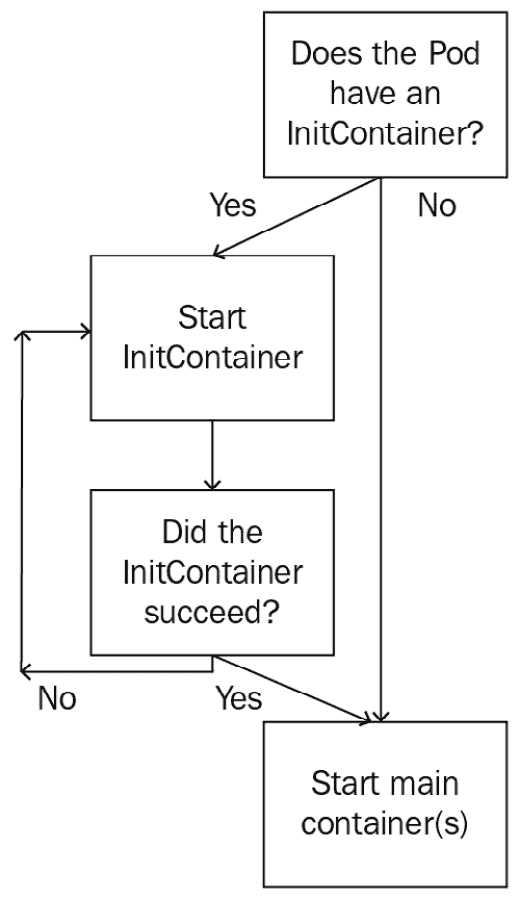 Does the Pod
have an
InitContainer?
Yes
No
Start
InitContainer
Did the
InitContainer
succeed?
No
Yes
Start main
container(s)